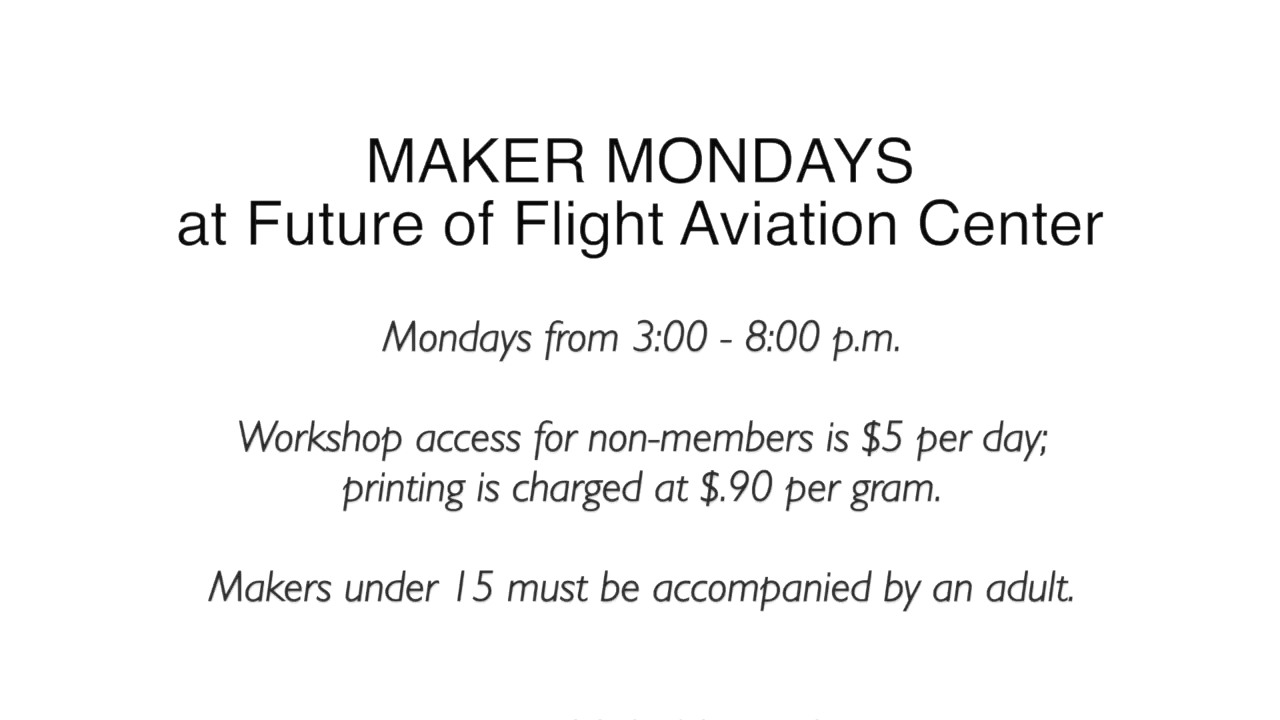 MAKER MONDAYS
at Future of Flight Aviation Center
Mondays from 3:00 - 8:00 p.m.
Workshop access for non-members is $5 per day;
printing is charged at $.90 per gram.
Makers under 15 must be accompanied by an adult.